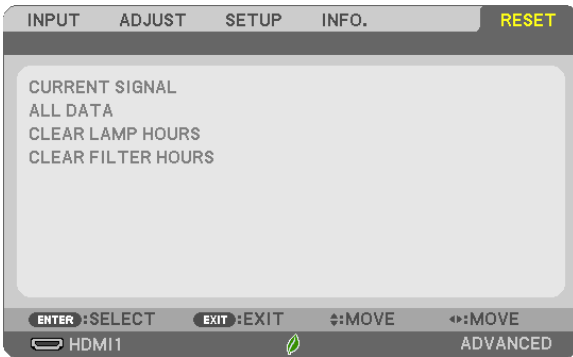 INPUT ADJUST SETUP INFO. RESET
CURRENT SIGNAL
ALL DATA
CLEAR LAMP HOURS
CLEAR FILTER HOURS
ENTER :SELECT EXIT :EXIT :MOVE :MOVE
HDMI1 ADVANCED